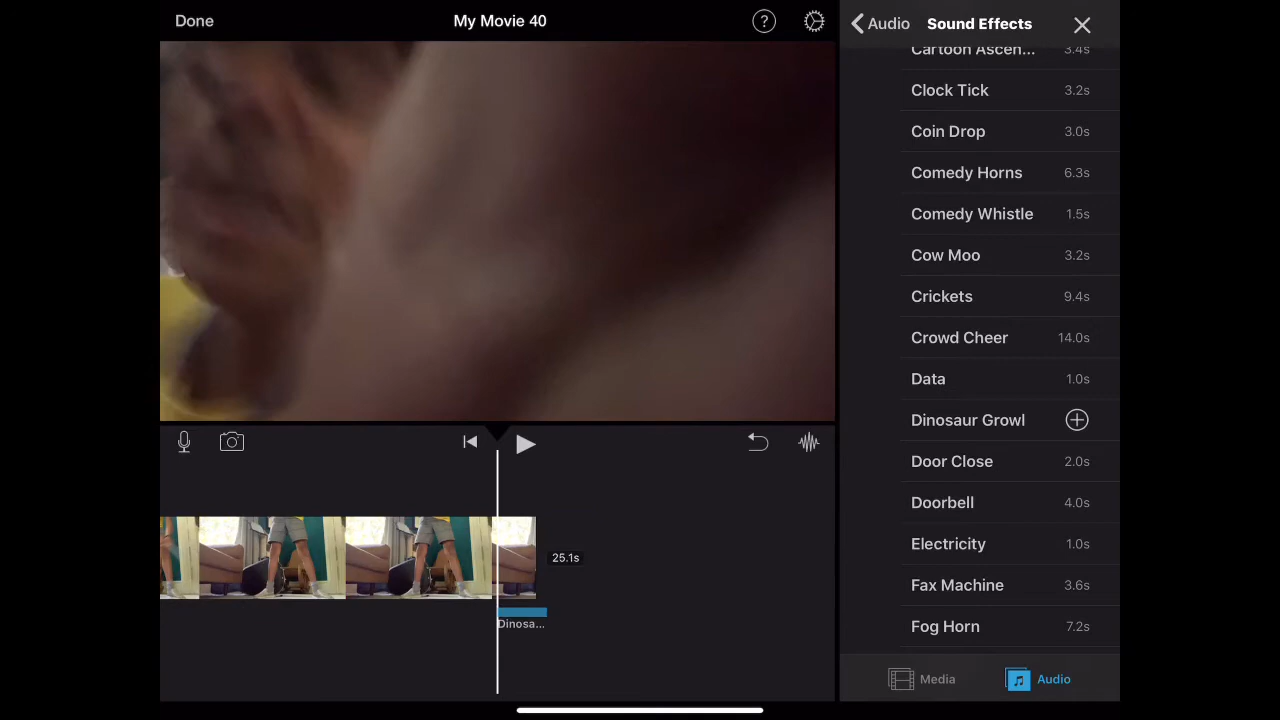 Done
My Movie 40
?
Audio
Sound Effects
Cartoon Ascen... 3.4s
Clock Tick 3.2s
Coin Drop 3.0s
Comedy Horns 6.3s
Comedy Whistle 1.5s
Cow Moo 3.2s
Crickets 9.4s
Crowd Cheer 14.0s
Data 1.0s
Dinosaur Growl
Door Close 2.0s
Doorbell 4.0s
Electricity 1.0s
Fax Machine 3.6s
Fog Horn 7.2s
25.1s
Dinosa...
Media
Audio